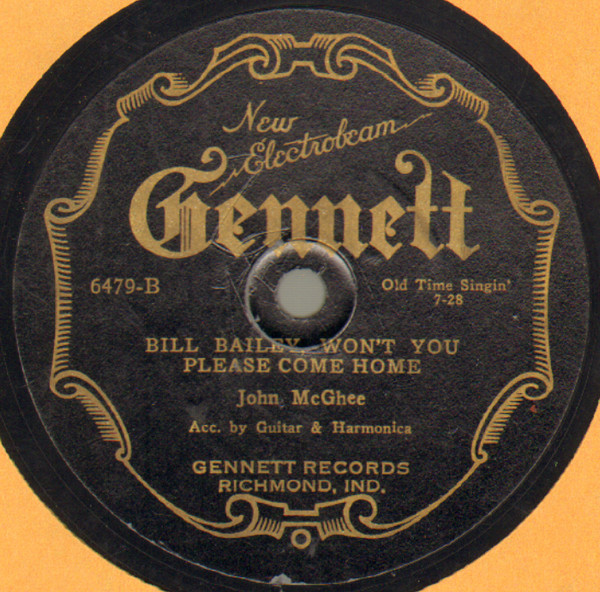 New
Electrobeam
Gennett
6479-B
Old Time Singin'
7-28
BILL BAILEY, WON'T YOU
PLEASE COME HOME
John McGhee
Acc. by Guitar & Harmonica
GENNETT RECORDS
RICHMOND, IND.